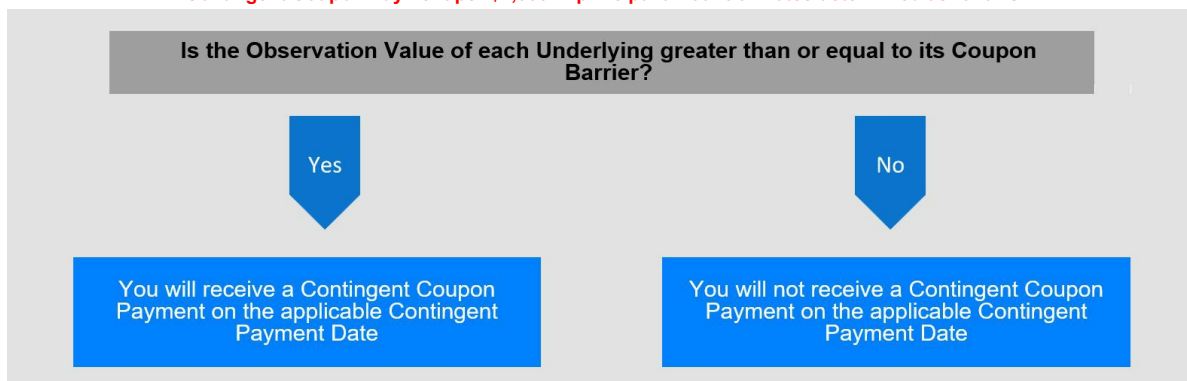 Is the Observation Value of each Underlying greater than or equal to its Coupon
Barrier?
Yes
No
You will receive a Contingent Coupon
Payment on the applicable Contingent
Payment Date
You will not receive a Contingent Coupon
Payment on the applicable Contingent
Payment Date